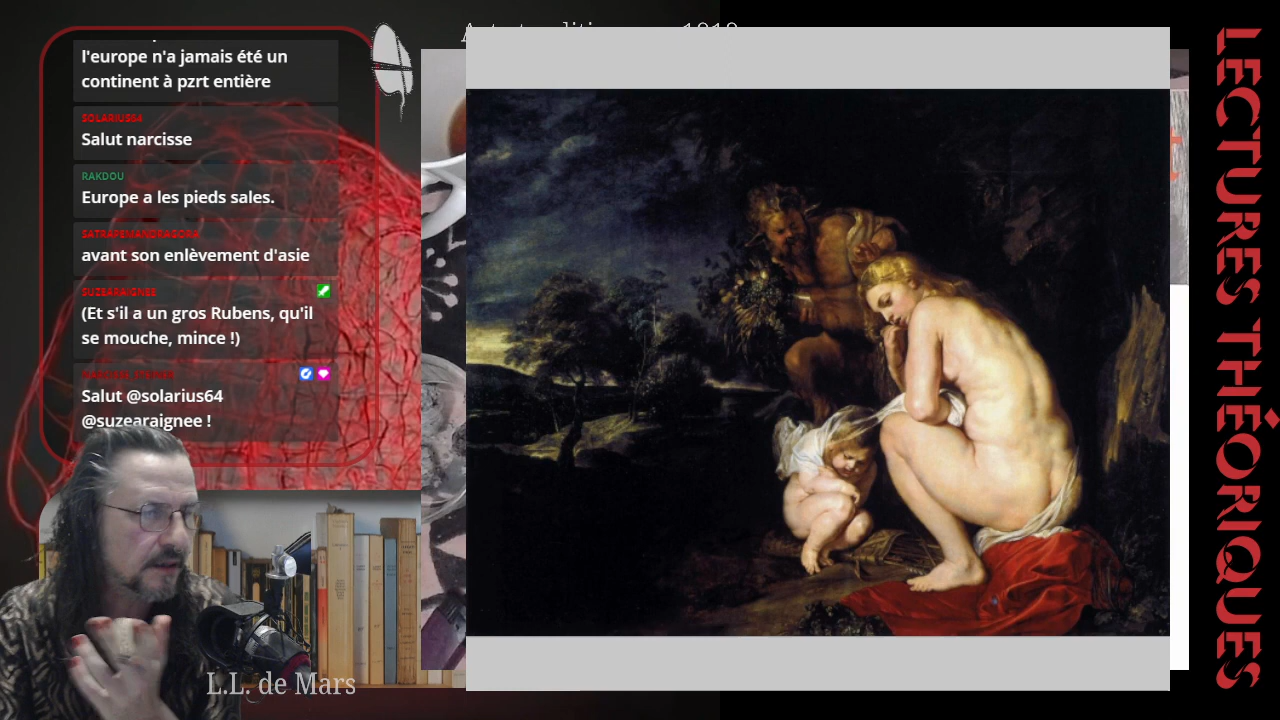 l'europe n'a jamais été un
continent à pzrt entière
SOLARIUS64
Salut narcisse
RAKDOU
Europe a les pieds sales.
SATRAPEMANDRAGORA
avant son enlèvement d'asie
SUZEARAIGNEE
(Et s'il a un gros Rubens, qu'il
se mouche, mince !)
Salut @solarius64
@suzearaignee !
L.L. de Mars
LECTURES THÉORIQUES